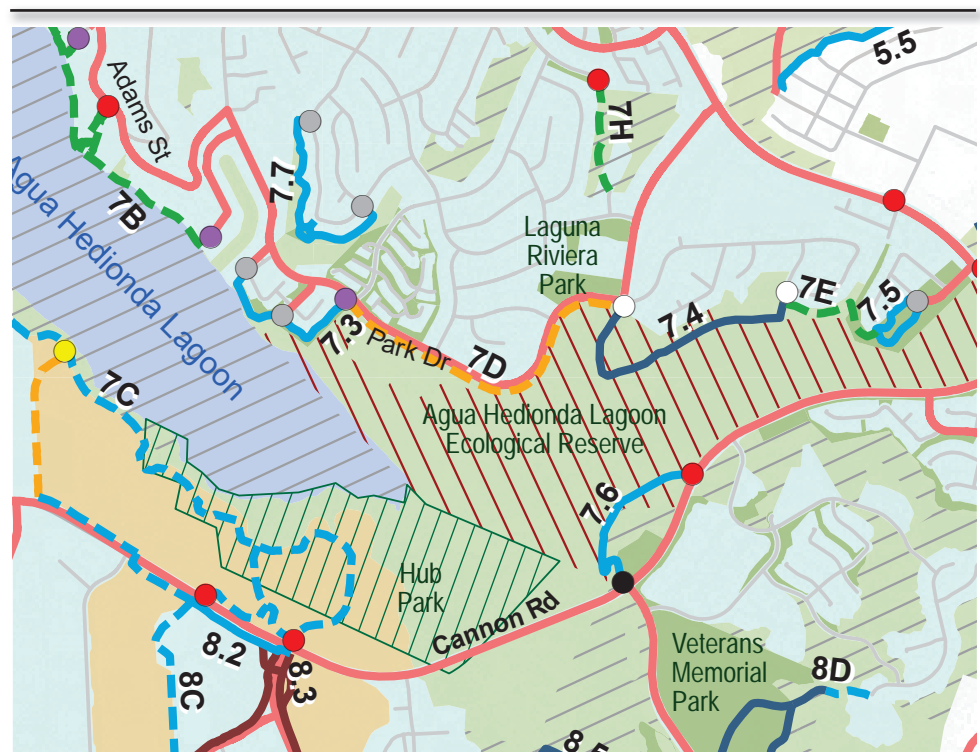 5.5
Adams St
7H
7.7
7B
Agua Hedionda Lagoon
Laguna
Riviera
Park
7E
7.5
7.4
7.3
Park Dr
7D
7C
Agua Hedionda Lagoon
Ecological Reserve
7.6
Hub
Park
Cannon Rd
8.2
8.3
8C
Veterans
Memorial
Park
8D
8.5